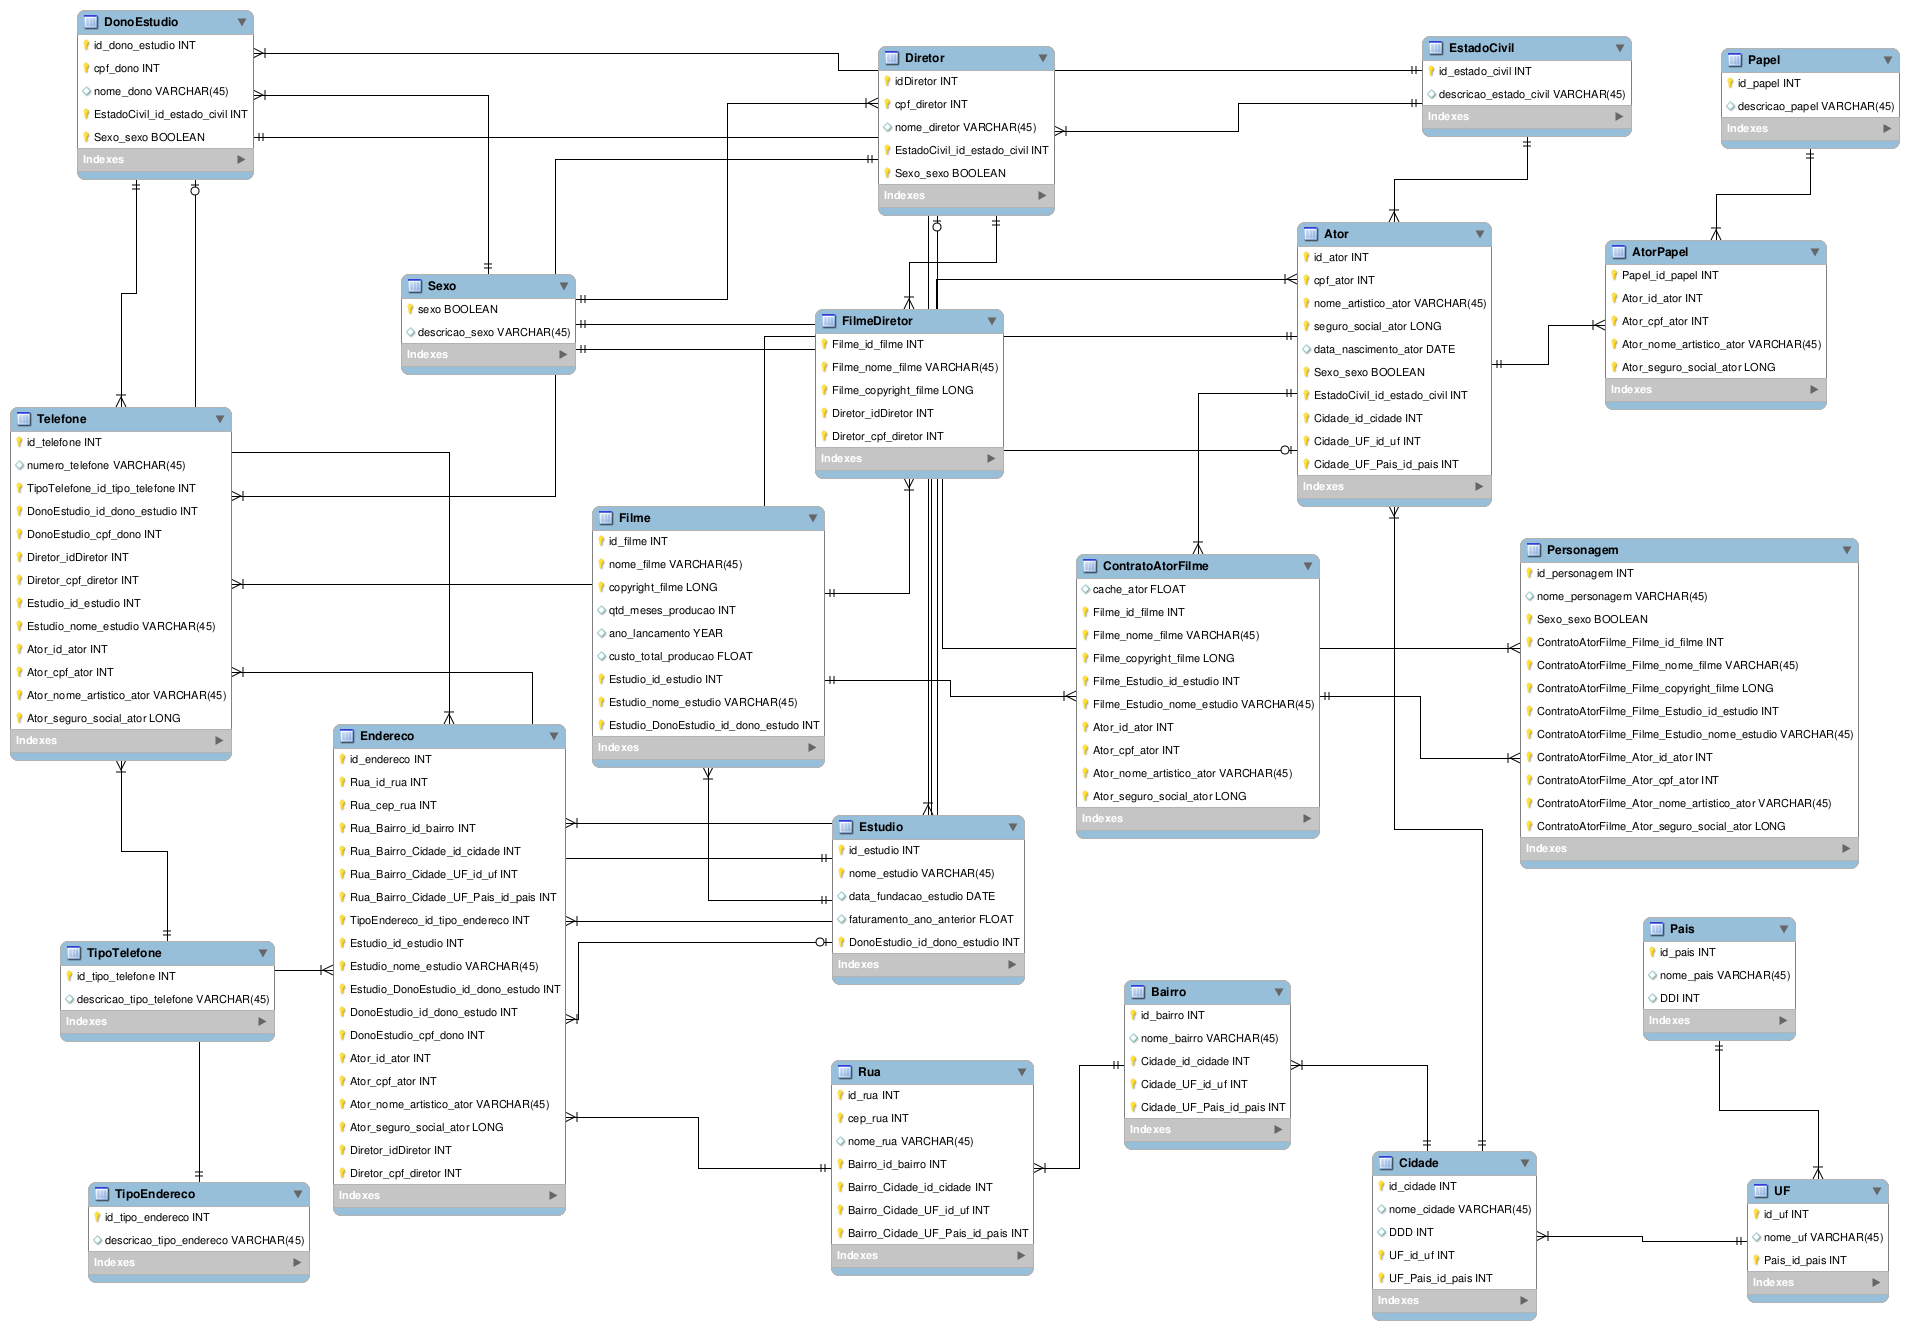 DonoEstudio
id_dono_estudio INT
cpf_dono INT
nome_dono VARCHAR(45)
EstadoCivil_id_estado_civil INT
Sexo_sexo BOOLEAN
Indexes
Diretor
idDiretor INT
cpf_diretor INT
nome_diretor VARCHAR(45)
EstadoCivil_id_estado_civil INT
Sexo_sexo BOOLEAN
Indexes
EstadoCivil
id_estado_civil INT
descricao_estado_civil VARCHAR(45)
Indexes
Papel
id_papel INT
descricao_papel VARCHAR(45)
Indexes
Sexo
sexo BOOLEAN
descricao_sexo VARCHAR(45)
Indexes
FilmeDiretor
Filme_id_filme INT
Filme_nome_filme VARCHAR(45)
Filme_copyright_filme LONG
Diretor_idDiretor INT
Diretor_cpf_diretor INT
Indexes
Ator
id_ator INT
cpf_ator INT
nome_artistico_ator VARCHAR(45)
seguro_social_ator LONG
data_nascimento_ator DATE
Sexo_sexo BOOLEAN
EstadoCivil_id_estado_civil INT
Cidade_id_cidade INT
Cidade_UF_id_uf INT
Cidade_UF_Pais_id_pais INT
Indexes
AtorPapel
Papel_id_papel INT
Ator_id_ator INT
Ator_cpf_ator INT
Ator_nome_artistico_ator VARCHAR(45)
Ator_seguro_social_ator LONG
Indexes
Telefone
id_telefone INT
numero_telefone VARCHAR(45)
TipoTelefone_id_tipo_telefone INT
DonoEstudio_id_dono_estudio INT
DonoEstudio_cpf_dono INT
Diretor_idDiretor INT
Diretor_cpf_diretor INT
Estudio_id_estudio INT
Estudio_nome_estudio VARCHAR(45)
Ator_id_ator INT
Ator_cpf_ator INT
Ator_nome_artistico_ator VARCHAR(45)
Ator_seguro_social_ator LONG
Indexes
Filme
id_filme INT
nome_filme VARCHAR(45)
copyright_filme LONG
qtd_meses_producao INT
ano_lancamento YEAR
custo_total_producao FLOAT
Estudio_id_estudio INT
Estudio_nome_estudio VARCHAR(45)
Estudio_DonoEstudio_id_dono_estudo INT
Indexes
ContratoAtorFilme
cache_ator FLOAT
Filme_id_filme INT
Filme_nome_filme VARCHAR(45)
Filme_copyright_filme LONG
Filme_Estudio_id_estudio INT
Filme_Estudio_nome_estudio VARCHAR(45)
Ator_id_ator INT
Ator_cpf_ator INT
Ator_nome_artistico_ator VARCHAR(45)
Ator_seguro_social_ator LONG
Indexes
Personagem
id_personagem INT
nome_personagem VARCHAR(45)
Sexo_sexo BOOLEAN
ContratoAtorFilme_Filme_id_filme INT
ContratoAtorFilme_Filme_nome_filme VARCHAR(45)
ContratoAtorFilme_Filme_copyright_filme LONG
ContratoAtorFilme_Filme_Estudio_id_estudio INT
ContratoAtorFilme_Filme_Estudio_nome_estudio VARCHAR(45)
ContratoAtorFilme_Ator_id_ator INT
ContratoAtorFilme_Ator_cpf_ator INT
ContratoAtorFilme_Ator_nome_artistico_ator VARCHAR(45)
ContratoAtorFilme_Ator_seguro_social_ator LONG
Indexes
Endereco
id_endereco INT
Rua_id_rua INT
Rua_cep_rua INT
Rua_Bairro_id_bairro INT
Rua_Bairro_Cidade_id_cidade INT
Rua_Bairro_Cidade_UF_id_uf INT
Rua_Bairro_Cidade_UF_Pais_id_pais INT
TipoEndereco_id_tipo_endereco INT
Estudio_id_estudio INT
Estudio_nome_estudio VARCHAR(45)
Estudio_DonoEstudio_id_dono_estudo INT
DonoEstudio_id_dono_estudo INT
DonoEstudio_cpf_dono INT
Ator_id_ator INT
Ator_cpf_ator INT
Ator_nome_artistico_ator VARCHAR(45)
Ator_seguro_social_ator LONG
Diretor_idDiretor INT
Diretor_cpf_diretor INT
Indexes
Estudio
id_estudio INT
nome_estudio VARCHAR(45)
data_fundacao_estudio DATE
faturamento_ano_anterior FLOAT
DonoEstudio_id_dono_estudio INT
Indexes
TipoTelefone
id_tipo_telefone INT
descricao_tipo_telefone VARCHAR(45)
Indexes
TipoEndereco
id_tipo_endereco INT
descricao_tipo_endereco VARCHAR(45)
Indexes
Rua
id_rua INT
cep_rua INT
nome_rua VARCHAR(45)
Bairro_id_bairro INT
Bairro_Cidade_id_cidade INT
Bairro_Cidade_UF_id_uf INT
Bairro_Cidade_UF_Pais_id_pais INT
Indexes
Bairro
id_bairro INT
nome_bairro VARCHAR(45)
Cidade_id_cidade INT
Cidade_UF_id_uf INT
Cidade_UF_Pais_id_pais INT
Indexes
Pais
id_pais INT
nome_pais VARCHAR(45)
DDI INT
Indexes
Cidade
id_cidade INT
nome_cidade VARCHAR(45)
DDD INT
UF_id_uf INT
UF_Pais_id_pais INT
Indexes
UF
id_uf INT
nome_uf VARCHAR(45)
Pais_id_pais INT
Indexes